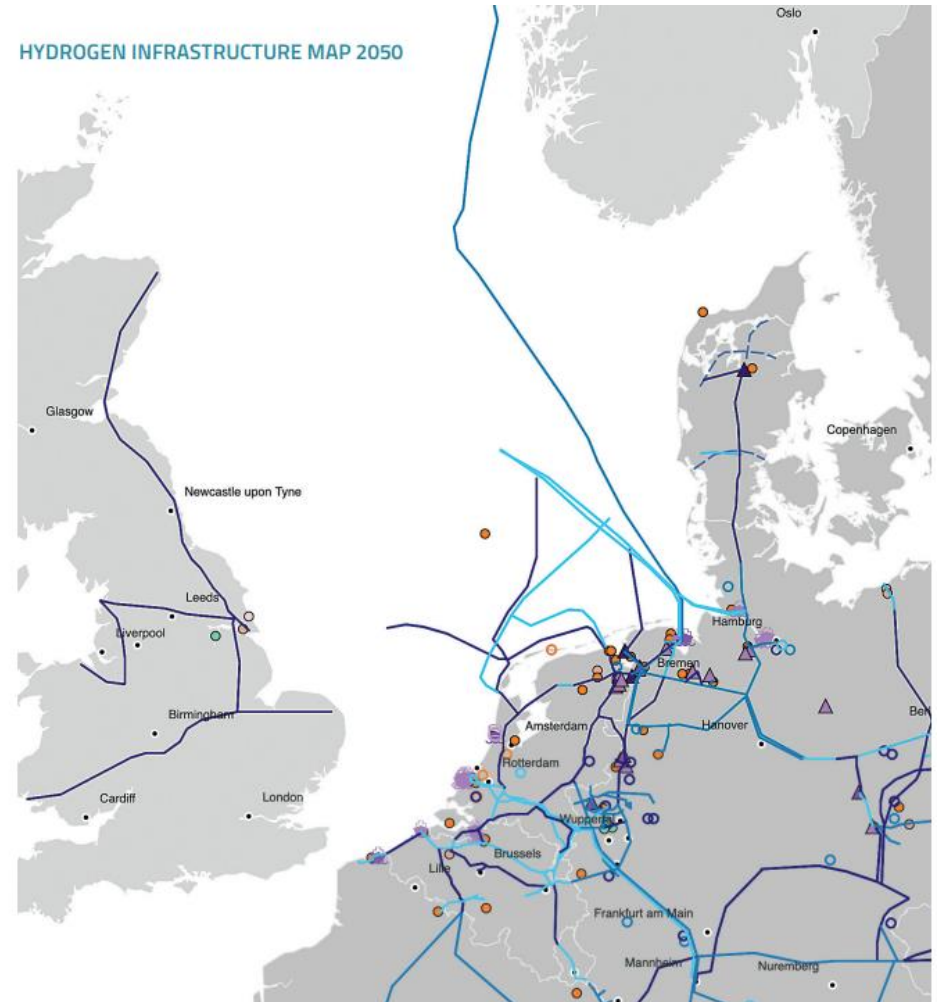 Oslo
HYDROGEN INFRASTRUCTURE MAP 2050
Glasgow
Copenhagen
Newcastle upon Tyne
Leeds
Hamburg
Liverpool
Bremen
Birmingham
Amsterdam
Hanover
Berl
Rotterdam
Cardiff
London
Wuppertal
Brussels
Lille
Frankfurt am Main
Mannheim
Nuremberg